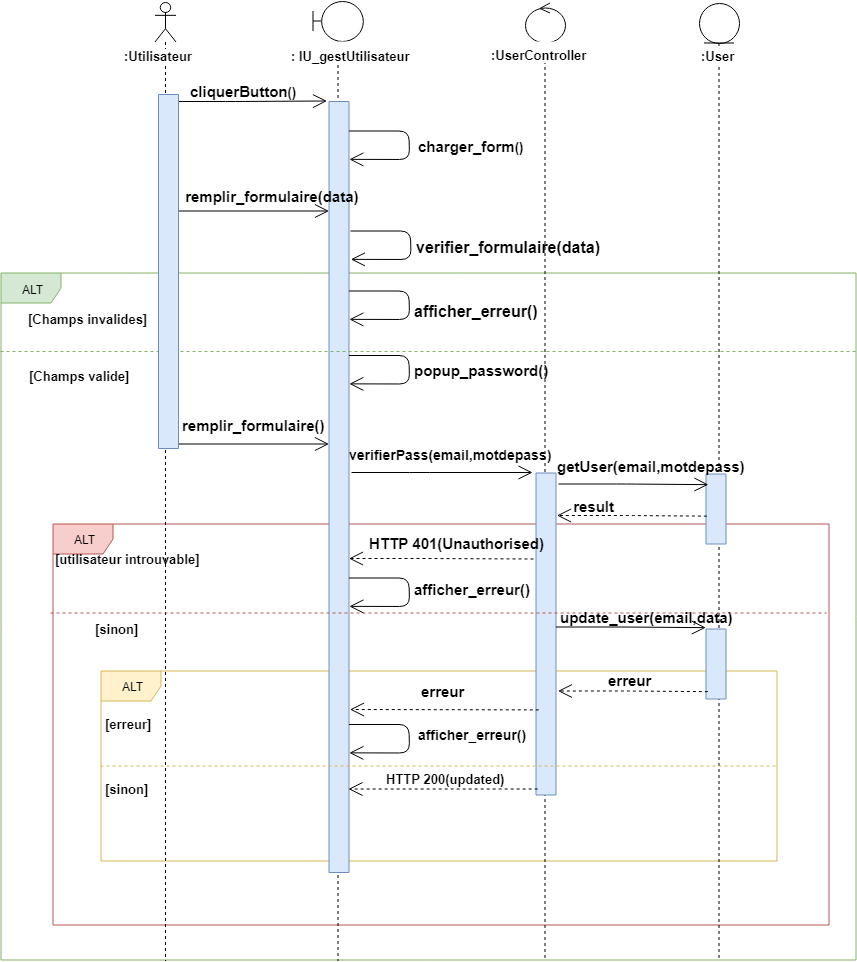 :Utilisateur
: IU_gestUtilisateur
:UserController
:User
cliquerButton()
charger_form()
remplir_formulaire(data)
verifier_formulaire(data)
ALT
afficher_erreur()
[Champs invalides]
popup_password()
[Champs valide]
remplir_formulaire()
verifierPass(email,motdepass)
getUser(email,motdepass)
result
ALT
HTTP 401(Unauthorised)
[utilisateur introuvable]
afficher_erreur()
update_user(email,data)
[sinon]
ALT
erreur
erreur
[erreur]
afficher_erreur()
HTTP 200(updated)
[sinon]